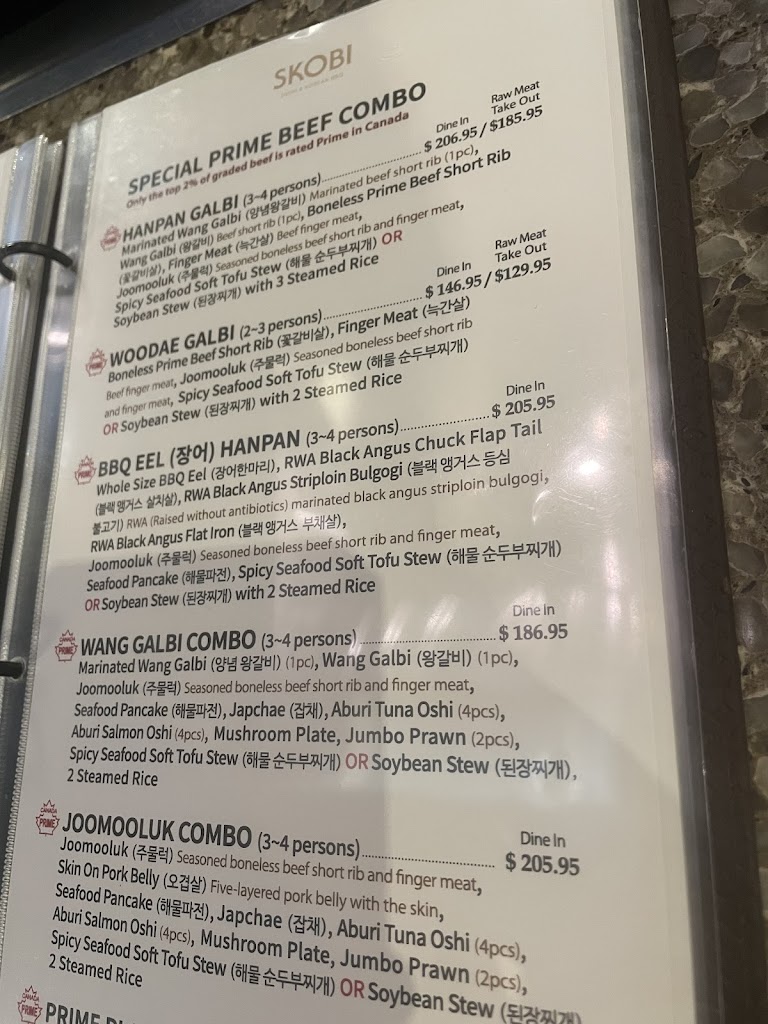 SKOBI
SPECIAL PRIME BEEF COMBO
Only the top 2% of graded beef is rated Prime in Canada
Dine In
Raw Meat
Take Out
HANPAN GALBI (3~4 persons)........................ $ 206.95 / $185.95
Marinated Wang Galbi (양념왕갈비) Marinated beef short rib (1pc),
Wang Galbi (왕갈비) Beef short rib (1pc), Boneless Prime Beef Short Rib
(꽃갈비살), Finger Meat (늑간살) Beef finger meat,
Joomooluk (주물럭) Seasoned boneless beef short rib and finger meat,
Spicy Seafood Soft Tofu Stew (해물 순두부찌개) OR
Soybean Stew (된장찌개) with 3 Steamed Rice
Dine In
Raw Meat
Take Out
WOODAE GALBI (2~3 persons)........................ $ 146.95 / $129.95
Boneless Prime Beef Short Rib (꽃갈비살), Finger Meat (늑간살)
Beef finger meat, Joomooluk (주물럭) Seasoned boneless beef short rib
and finger meat, Spicy Seafood Soft Tofu Stew (해물 순두부찌개)
OR Soybean Stew (된장찌개) with 2 Steamed Rice
Dine In
BBQ EEL (장어) HANPAN (3~4 persons)........................ $ 205.95
Whole Size BBQ Eel (장어한마리), RWA Black Angus Chuck Flap Tail
(블랙 앵거스 살치살), RWA Black Angus Striploin Bulgogi (블랙 앵거스 등심
불고기) RWA (Raised without antibiotics) marinated black angus striploin bulgogi,
RWA Black Angus Flat Iron (블랙 앵거스 부채살),
Joomooluk (주물럭) Seasoned boneless beef short rib and finger meat,
Seafood Pancake (해물파전), Spicy Seafood Soft Tofu Stew (해물 순두부찌개)
OR Soybean Stew (된장찌개) with 2 Steamed Rice
Dine In
CANADA PRIME WANG GALBI COMBO (3~4 persons)........................ $ 186.95
Marinated Wang Galbi (양념 왕갈비) (1pc), Wang Galbi (왕갈비) (1pc),
Joomooluk (주물럭) Seasoned boneless beef short rib and finger meat,
Seafood Pancake (해물파전), Japchae (잡채), Aburi Tuna Oshi (4pcs),
Aburi Salmon Oshi (4pcs), Mushroom Plate, Jumbo Prawn (2pcs),
Spicy Seafood Soft Tofu Stew (해물 순두부찌개) OR Soybean Stew (된장찌개),
2 Steamed Rice
Dine In
CANADA PRIME JOOMOOLUK COMBO (3~4 persons)........................ $ 205.95
Joomooluk (주물럭) Seasoned boneless beef short rib and finger meat,
Skin On Pork Belly (오겹살) Five-layered pork belly with the skin,
Seafood Pancake (해물파전), Japchae (잡채), Aburi Tuna Oshi (4pcs),
Aburi Salmon Oshi (4pcs), Mushroom Plate, Jumbo Prawn (2pcs),
Spicy Seafood Soft Tofu Stew (해물 순두부찌개) OR Soybean Stew (된장찌개)
2 Steamed Rice
CANADA PRIME PRIME